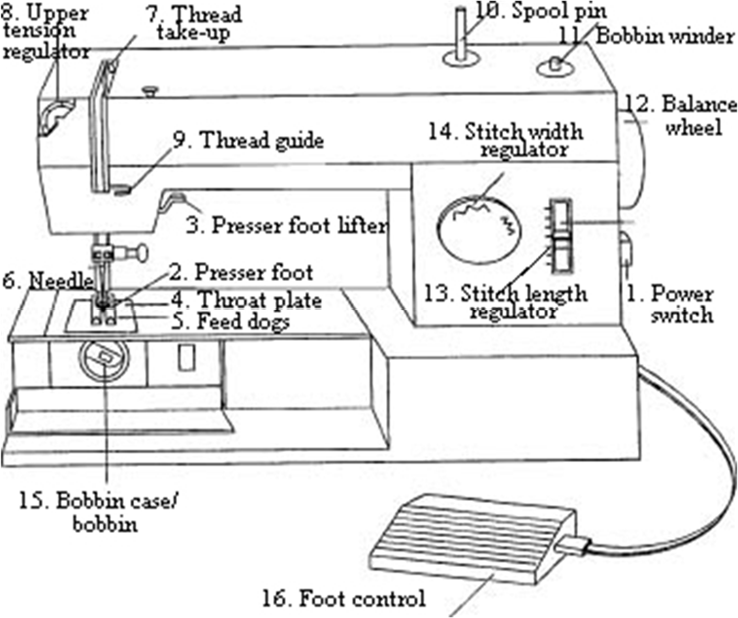 8. Upper
tension
regulator
7. Thread
take-up
10. Spool pin
11. Bobbin winder
12. Balance
wheel
14. Stitch width
regulator
9. Thread guide
3. Presser foot lifter
6. Needle
2. Presser foot
4. Throat plate
5. Feed dogs
13. Stitch length
regulator
1. Power
switch
15. Bobbin case/
bobbin
16. Foot control